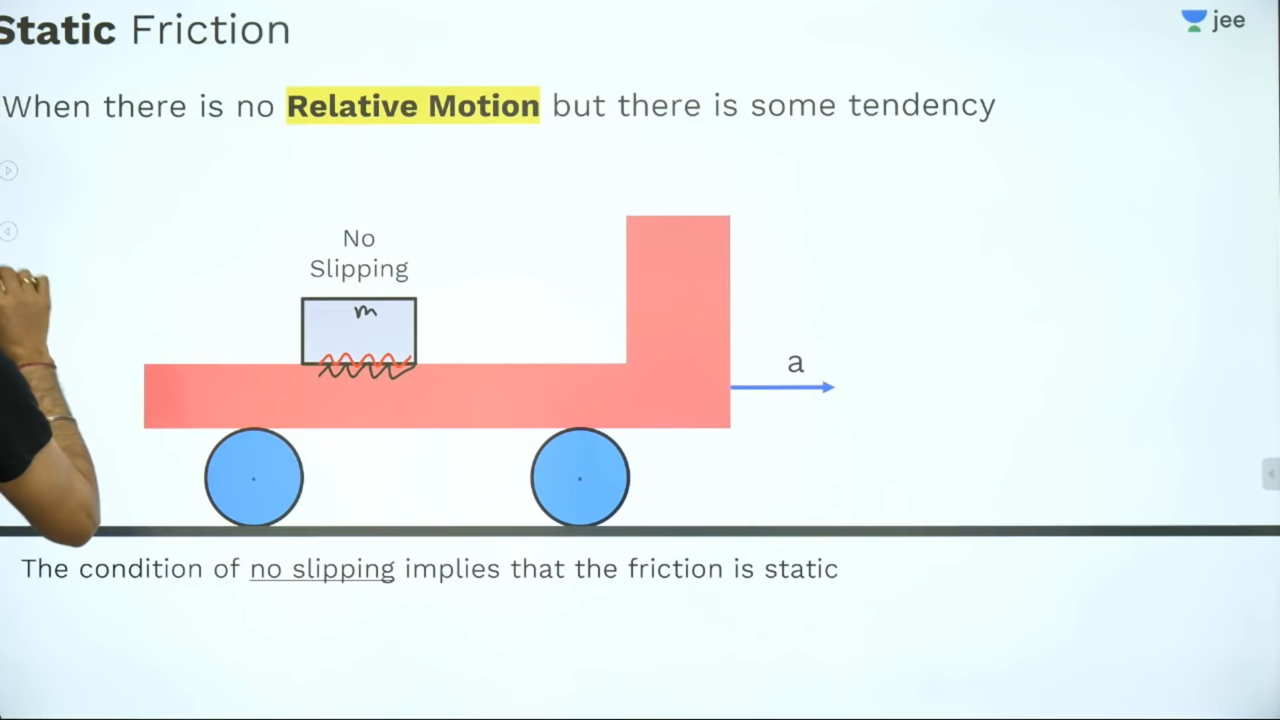 Static Friction
jee
When there is no Relative Motion but there is some tendency
No
Slipping
m
a
The condition of no slipping implies that the friction is static